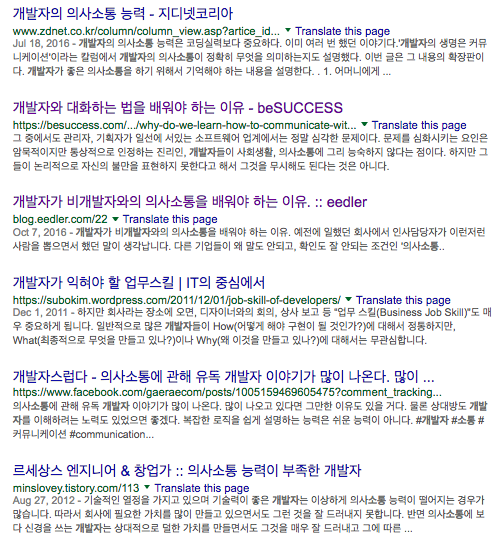 개발자의 의사소통 능력 - 지디넷코리아
www.zdnet.co.kr/column/column_view.asp?artice_id... ▼ Translate this page
Jul 18, 2016 - 개발자의 의사소통 능력은 코딩실력보다 중요하다. 이미 여러 번 했던 이야기다.'개발자의 생명은 커뮤
니케이션'이라는 칼럼에서 개발자의 의사소통이 정확히 무엇을 의미하는지도 설명했다. 이번 글은 그 내용의 확장판이
다. 개발자가 좋은 의사소통을 하기 위해서 기억해야 하는 내용을 설명한다. . 1. 어머니에게 ...
개발자와 대화하는 법을 배워야 하는 이유 - beSUCCESS
https://besuccess.com/.../why-do-we-learn-how-to-communicate-wit... ▼ Translate this page
그 중에서도 관리자, 기획자가 일선에 서있는 소프트웨어 업계에서는 정말 심각한 문제이다. 문제를 심화시키는 요인은
암묵적이지만 통상적으로 인정하는 진리인, 개발자들이 사회생활, 의사소통에 그리 능숙하지 않다는 점이다. 하지만 그
들이 논리적으로 자신의 불만을 표현하지 못한다고 해서 그것을 무시해도 된다는 것은 아니다.
개발자가 비개발자와의 의사소통을 배워야 하는 이유. :: eedler
blog.eedler.com/22 ▼ Translate this page
Oct 7, 2016 - 개발자가 비개발자와의 의사소통을 배워야 하는 이유. 예전에 일했던 회사에서 인사담당자가 이런저런
사람을 뽑으면서 했던 말이 생각납니다. 다른 기업들이 왜 말도 안되고, 확인도 잘 안되는 조건인 '의사소통..
개발자가 익혀야 할 업무스킬 | IT의 중심에서
https://subokim.wordpress.com/2011/12/01/job-skill-of-developers/ ▼ Translate this page
Dec 1, 2011 - 하지만 회사라는 장소에 오면, 디자이너와의 회의, 상사 보고 등 "업무 스킬(Business Job Skill)"도 매
우 중요하게 됩니다. 일반적으로 많은 개발자들이 How(어떻게 해야 구현이 될 것인가?)에 대해서 정통하지만,
What(최종적으로 무엇을 만들고 있나?)이나 Why(왜 이것을 만들고 있나?)에 대해서는 무관심합니다.
개발자스럽다 - 의사소통에 관해 유독 개발자 이야기가 많이 나온다. 많이 ...
https://www.facebook.com/gaeraecom/posts/1005159469605475?comment_tracking...
의사소통에 관해 유독 개발자 이야기가 많이 나온다. 많이 나오고 있다면 그만한 이유도 있을 거다. 물론 상대방도 개발
자를 이해하려는 노력도 있었으면 좋겠다. 복잡한 로직을 쉽게 설명하는 능력은 쉬운 능력이 아니다. #개발자 #소통 #
커뮤니케이션 #communication...
르세상스 엔지니어 & 창업가 :: 의사소통 능력이 부족한 개발자
minslovey.tistory.com/113 ▼ Translate this page
Aug 27, 2012 - 기술적인 열정을 가지고 있으며 기술력이 좋은 개발자는 이상하게 의사소통 능력이 떨어지는 경우가
많습니다. 따라서 회사에 필요한 가치를 많이 만들고 있으면서도 그런 것을 잘 드러내지 못합니다. 반면 의사소통에 보
다 신경을 쓰는 개발자는 상대적으로 덜한 가치를 만들면서도 그것을 매우 잘 드러내고 그에 따른 ...